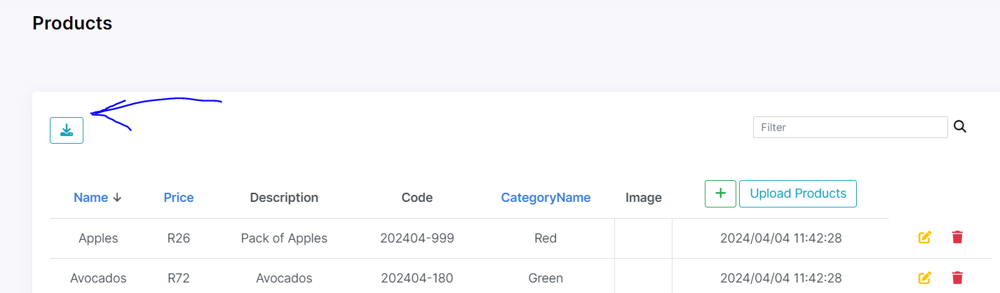 Products
Filter
Name Price Description Code CategoryName Image + Upload Products
Apples R26 Pack of Apples 202404-999 Red 2024/04/04 11:42:28
Avocados R72 Avocados 202404-180 Green 2024/04/04 11:42:28